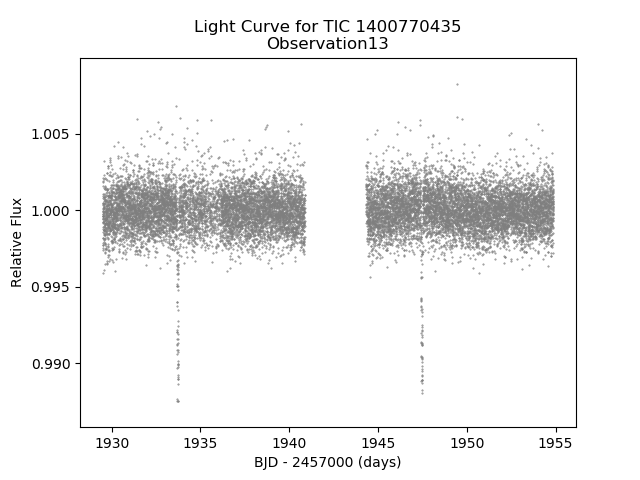 Light Curve for TIC 1400770435
Observation13
1.005
1.000
0.995
0.990
Relative Flux
1930
1935
1940
1945
1950
1955
BJD - 2457000 (days)